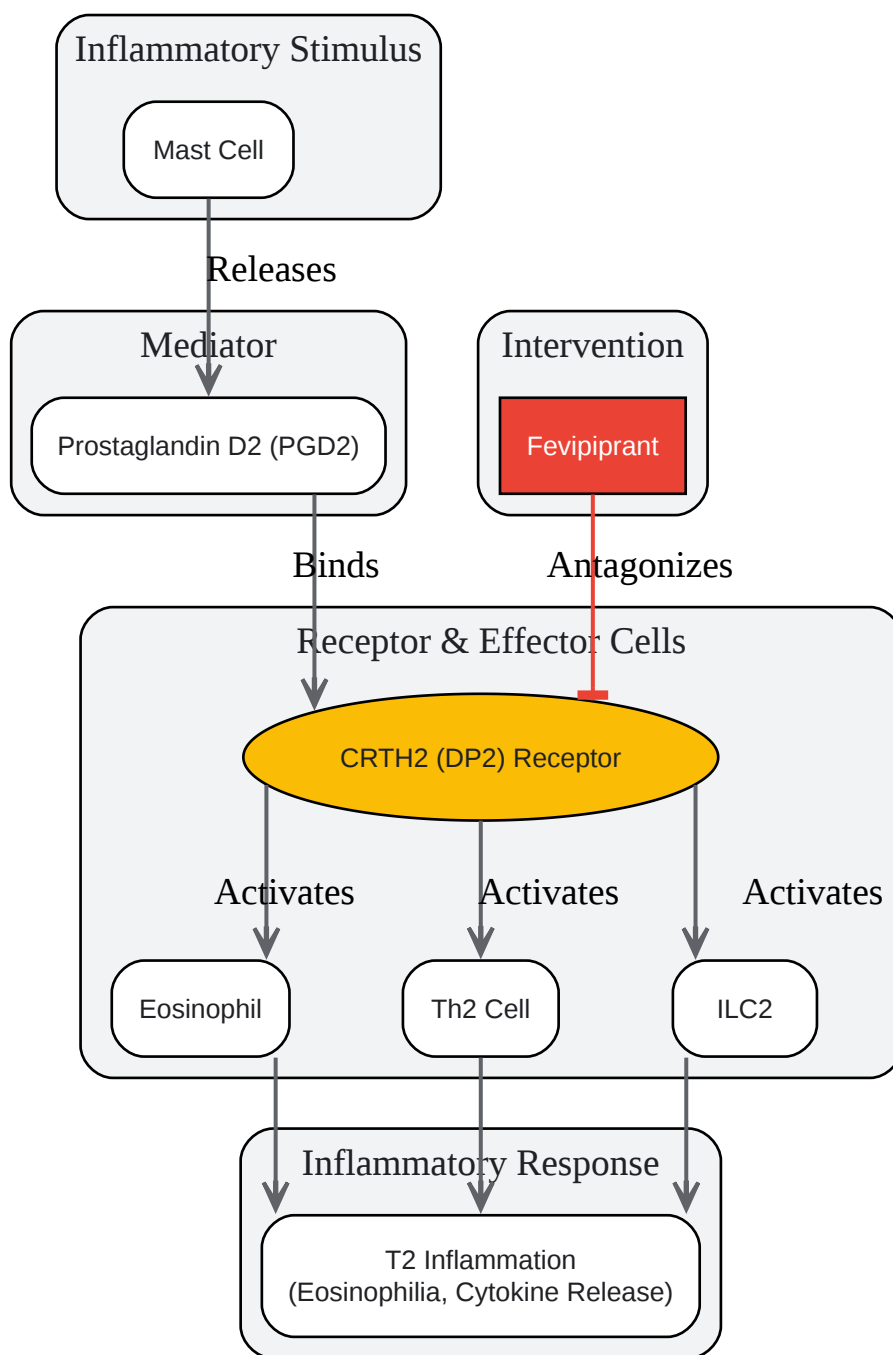 Inflammatory Stimulus
Mast Cell
Releases
Mediator
Intervention
Prostaglandin D2 (PGD2)
Fevipiprant
Binds
Antagonizes
Receptor & Effector Cells
CRTH2 (DP2) Receptor
Activates
Activates
Activates
Eosinophil
Th2 Cell
ILC2
Inflammatory Response
T2 Inflammation
(Eosinophilia, Cytokine Release)